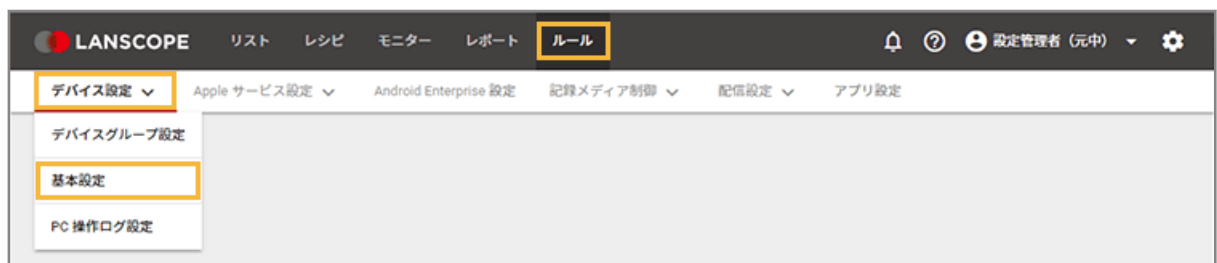 LANSCOPE リスト レシピ モニター レポート ルール 設定管理者 (元中)
デバイス設定 Apple サービス設定 Android Enterprise 設定 記録メディア制御 配信設定 アプリ設定
デバイスグループ設定
基本設定
PC 操作ログ設定